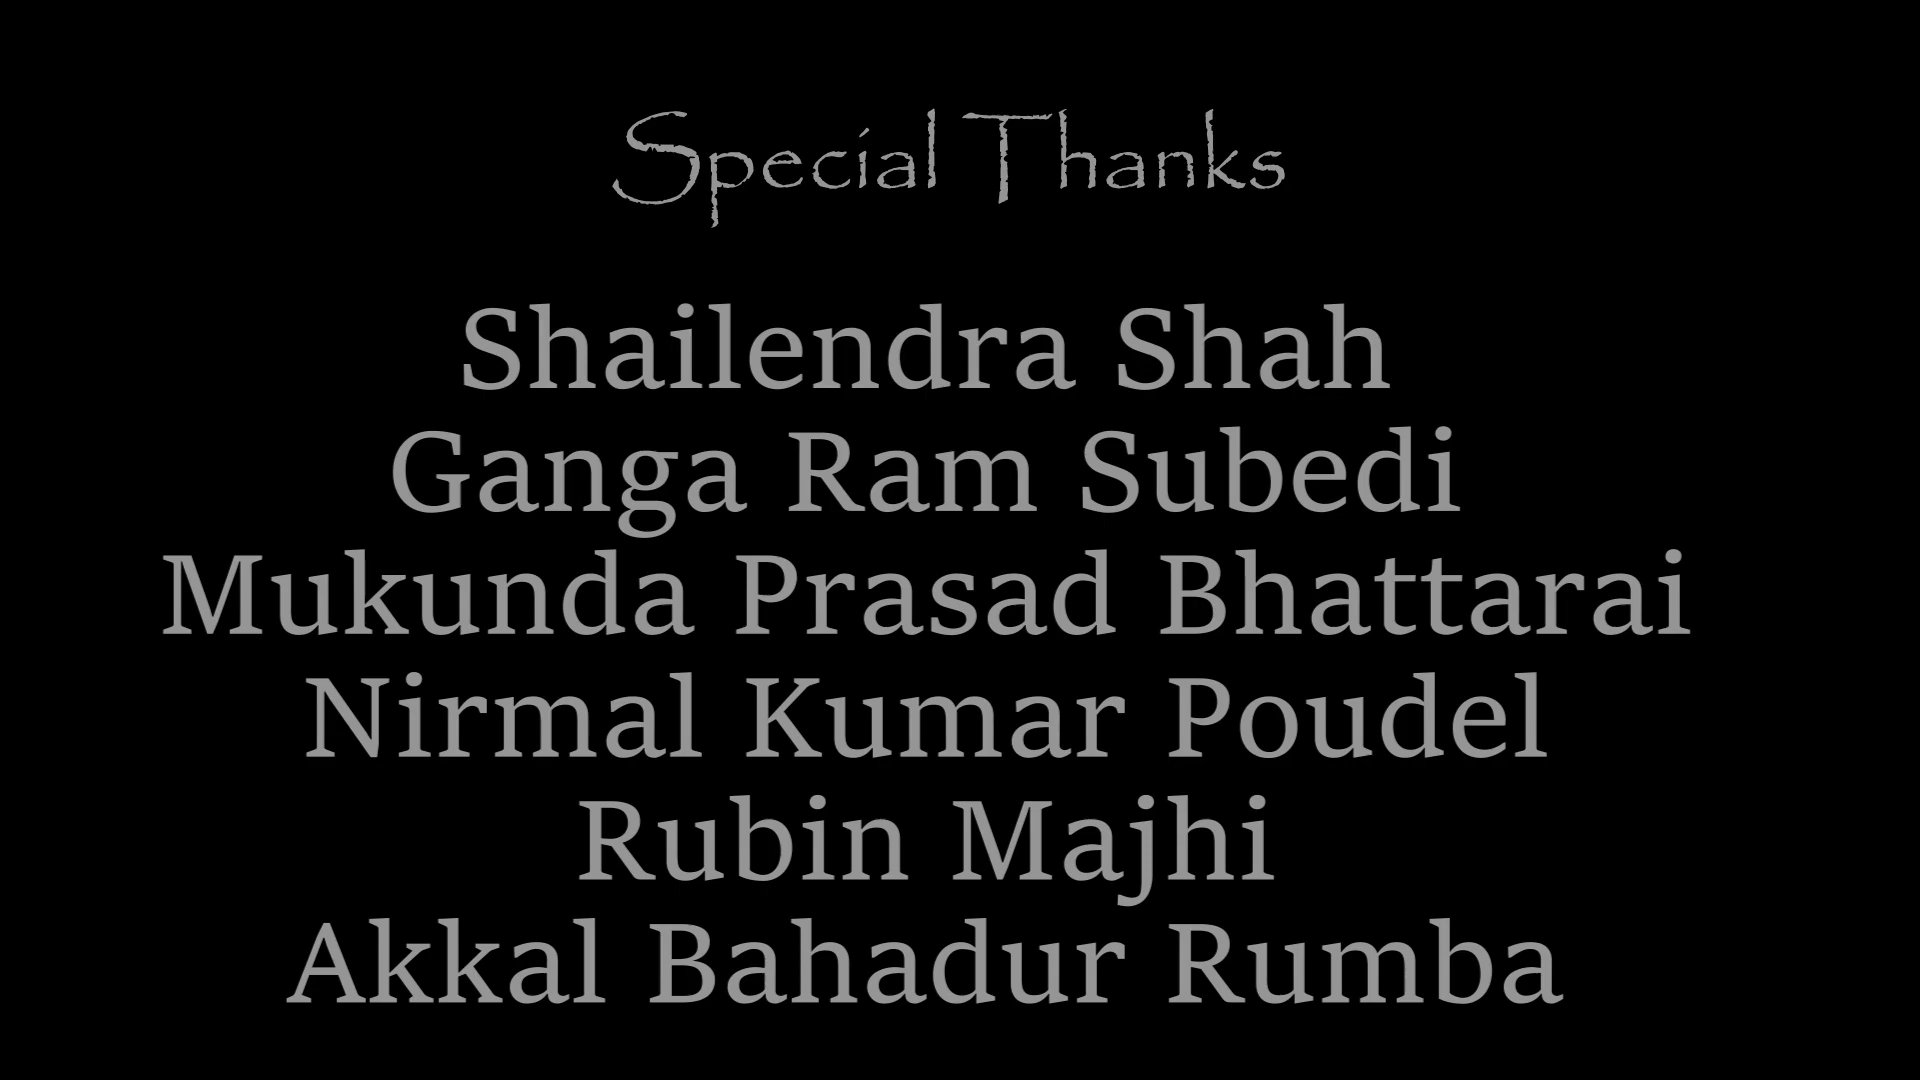 Special Thanks
Shailendra Shah
Ganga Ram Subedi
Mukunda Prasad Bhattarai
Nirmal Kumar Poudel
Rubin Majhi
Akkal Bahadur Rumba